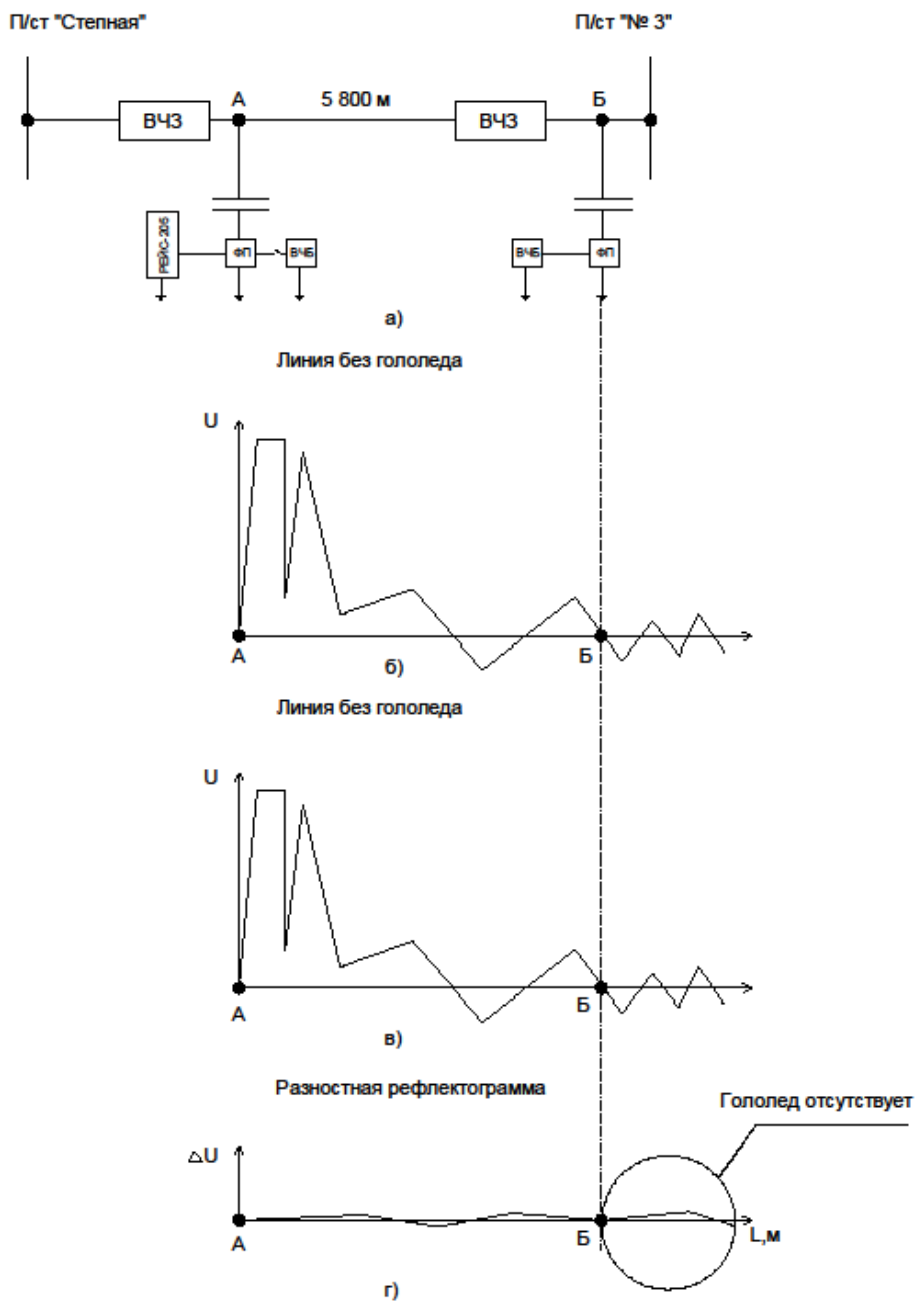 П/ст "Степная"
П/ст "№ 3"
А
5 800 м
Б
ВЧЗ
ВЧЗ
РЕЙС-205
ФП
ВЧБ
ВЧБ
ФП
а)
Линия без гололеда
U
А
б)
Б
Линия без гололеда
U
А
в)
Б
Разностная рефлектограмма
Гололед отсутствует
△U
А
Б
L,м
г)